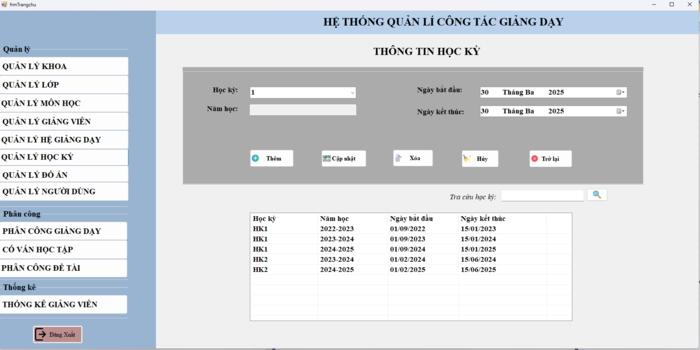 frmTrangchu
HỆ THỐNG QUẢN LÍ CÔNG TÁC GIẢNG DẠY
Quản lý
QUẢN LÝ KHOA
QUẢN LÝ LỚP
QUẢN LÝ MÔN HỌC
QUẢN LÝ GIẢNG VIÊN
QUẢN LÝ HỆ GIẢNG DẠY
QUẢN LÝ HỌC KỲ
QUẢN LÝ ĐỒ ÁN
QUẢN LÝ NGƯỜI DÙNG
Phân công
PHÂN CÔNG GIẢNG DẠY
CỐ VẤN HỌC TẬP
PHÂN CÔNG ĐỀ TÀI
Thống kê
THỐNG KÊ GIẢNG VIÊN
Đăng Xuất
THÔNG TIN HỌC KỲ
Học kỳ: 1
Ngày bắt đầu: 30 Tháng Ba 2025
Năm học:
Ngày kết thúc: 30 Tháng Ba 2025
Thêm Cập nhật Xóa Hủy Trở lại
Tra cứu học kỳ:
Học kỳ Năm học Ngày bắt đầu Ngày kết thúc
HK1 2022-2023 01/09/2022 15/01/2023
HK1 2023-2024 01/09/2023 15/01/2024
HK1 2024-2025 01/09/2024 15/01/2025
HK2 2023-2024 01/02/2024 15/06/2024
HK2 2024-2025 01/02/2025 15/06/2025